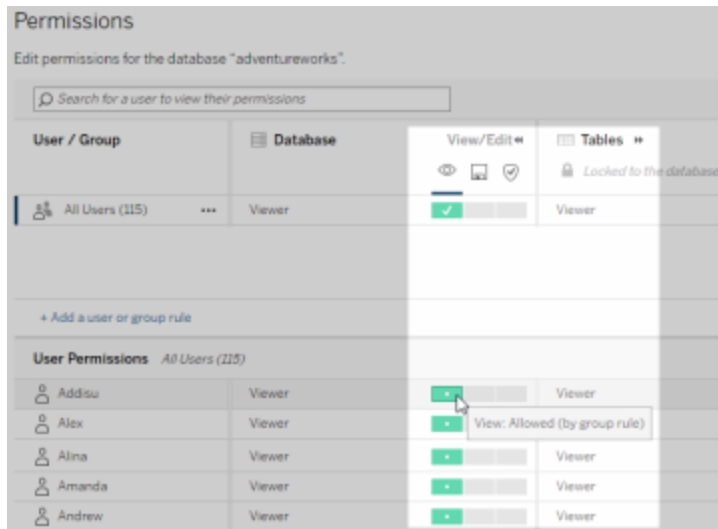 Permissions
Edit permissions for the database "adventureworks".
Search for a user to view their permissions
User / Group Database View/Edit Tables
Locked to the database
All Users (115) ••• Viewer Viewer
+ Add a user or group rule
User Permissions All Users (115)
Addisu Viewer Viewer
Alex Viewer View: Allowed (by group rule)
Alina Viewer Viewer
Amanda Viewer Viewer
Andrew Viewer Viewer